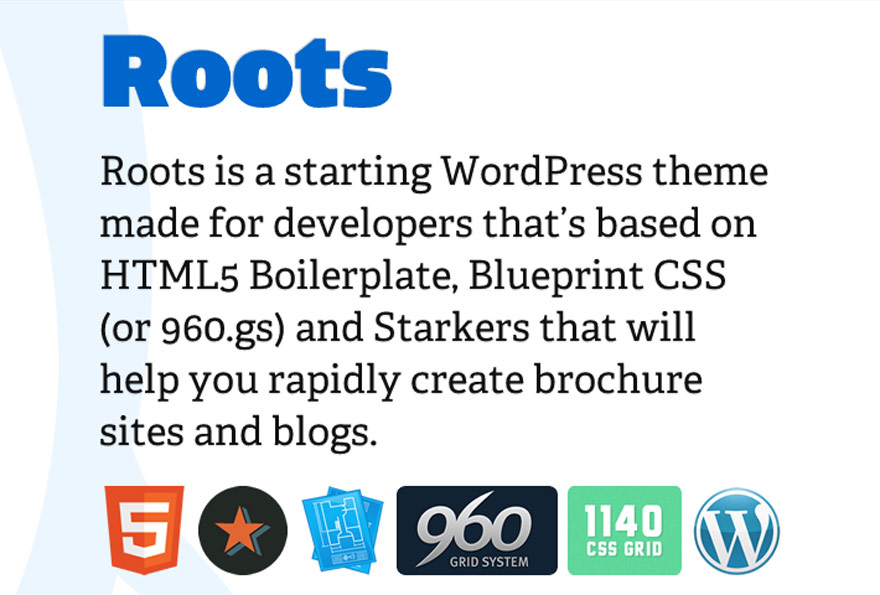 Roots
Roots is a starting WordPress theme
made for developers that’s based on
HTML5 Boilerplate, Blueprint CSS
(or 960.gs) and Starkers that will
help you rapidly create brochure
sites and blogs.
5
960
GRID SYSTEM
1140
CSS GRID
W